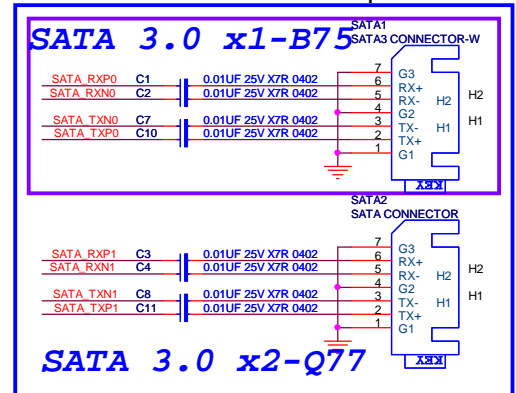 SATA 3.0 x1-B75
SATA1
SATA3 CONNECTOR-W
7 G3
SATA_RXP0 C1 0.01UF 25V X7R 0402 6 RX+
SATA_RXN0 C2 0.01UF 25V X7R 0402 5 RX- H2 H2
4 G2
SATA_TXN0 C7 0.01UF 25V X7R 0402 3 TX- H1 H1
SATA_TXP0 C10 0.01UF 25V X7R 0402 2 TX+
1 G1
KEY
SATA2
SATA CONNECTOR
7 G3
SATA_RXP1 C3 0.01UF 25V X7R 0402 6 RX+
SATA_RXN1 C4 0.01UF 25V X7R 0402 5 RX- H2 H2
4 G2
SATA_TXN1 C8 0.01UF 25V X7R 0402 3 TX- H1 H1
SATA_TXP1 C11 0.01UF 25V X7R 0402 2 TX+
1 G1
KEY
SATA 3.0 x2-Q77